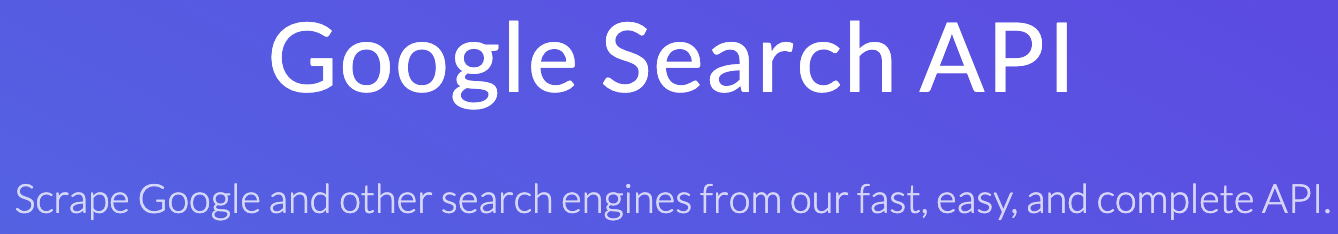 Google Search API
Scrape Google and other search engines from our fast, easy, and complete API.